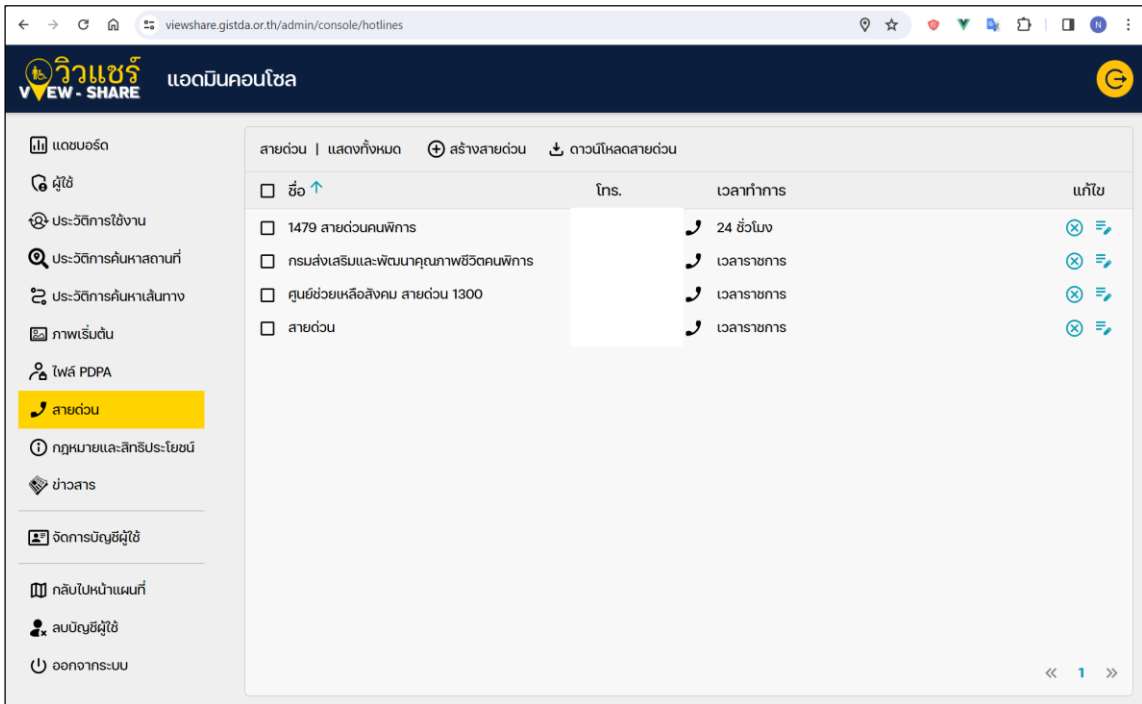 viewshare.gistda.or.th/admin/console/hotlines
N
วิวแชร์
VIEW - SHARE
แอดมินคอนโซล
แดชบอร์ด
ผู้ใช้
ประวัติการใช้งาน
ประวัติการค้นหาสถานที่
ประวัติการค้นหาเส้นทาง
ภาพเริ่มต้น
ไฟล์ PDPA
สายด่วน
กฎหมายและสิทธิประโยชน์
ข่าวสาร
จัดการบัญชีผู้ใช้
กลับไปหน้าแผนที่
ลบบัญชีผู้ใช้
ออกจากระบบ
สายด่วน | แสดงทั้งหมด สร้างสายด่วน ดาวน์โหลดสายด่วน
ชื่อ โทร. เวลาทำการ แก้ไข
1479 สายด่วนคนพิการ 24 ชั่วโมง
กรมส่งเสริมและพัฒนาคุณภาพชีวิตคนพิการ เวลาราชการ
ศูนย์ช่วยเหลือสังคม สายด่วน 1300 เวลาราชการ
สายด่วน เวลาราชการ
1